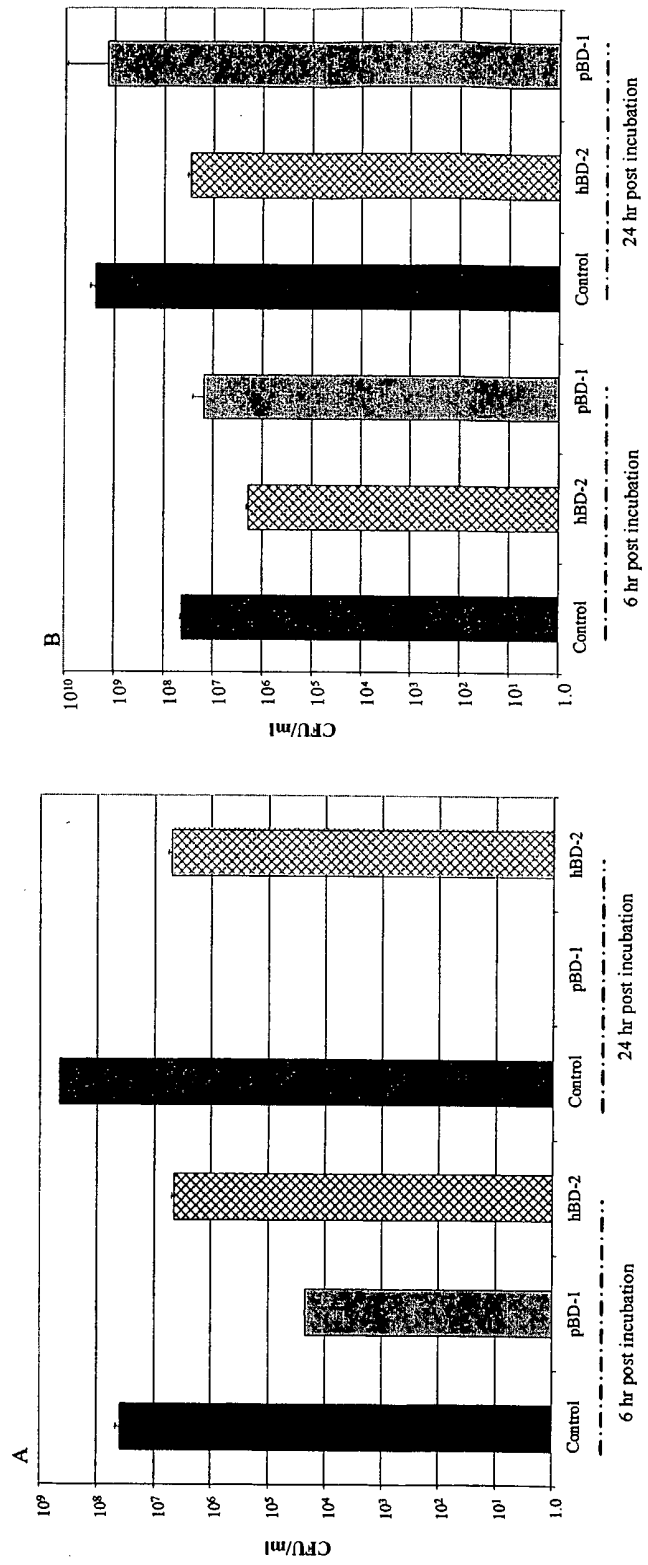 A
CFU/ml
10⁹
10⁸
10⁷
10⁶
10⁵
10⁴
10³
10²
10¹
1.0
Control
pBD-1
hBD-2
Control
pBD-1
hBD-2
6 hr post incubation
24 hr post incubation
B
CFU/ml
10¹⁰
10⁹
10⁸
10⁷
10⁶
10⁵
10⁴
10³
10²
10¹
1.0
Control
hBD-2
pBD-1
Control
hBD-2
pBD-1
6 hr post incubation
24 hr post incubation